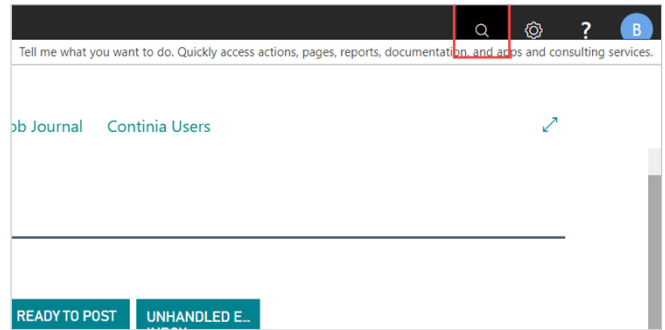 ? B
Tell me what you want to do. Quickly access actions, pages, reports, documentation, and apps and consulting services.
Journal Continia Users
READY TO POST UNHANDLED E...
INBOX